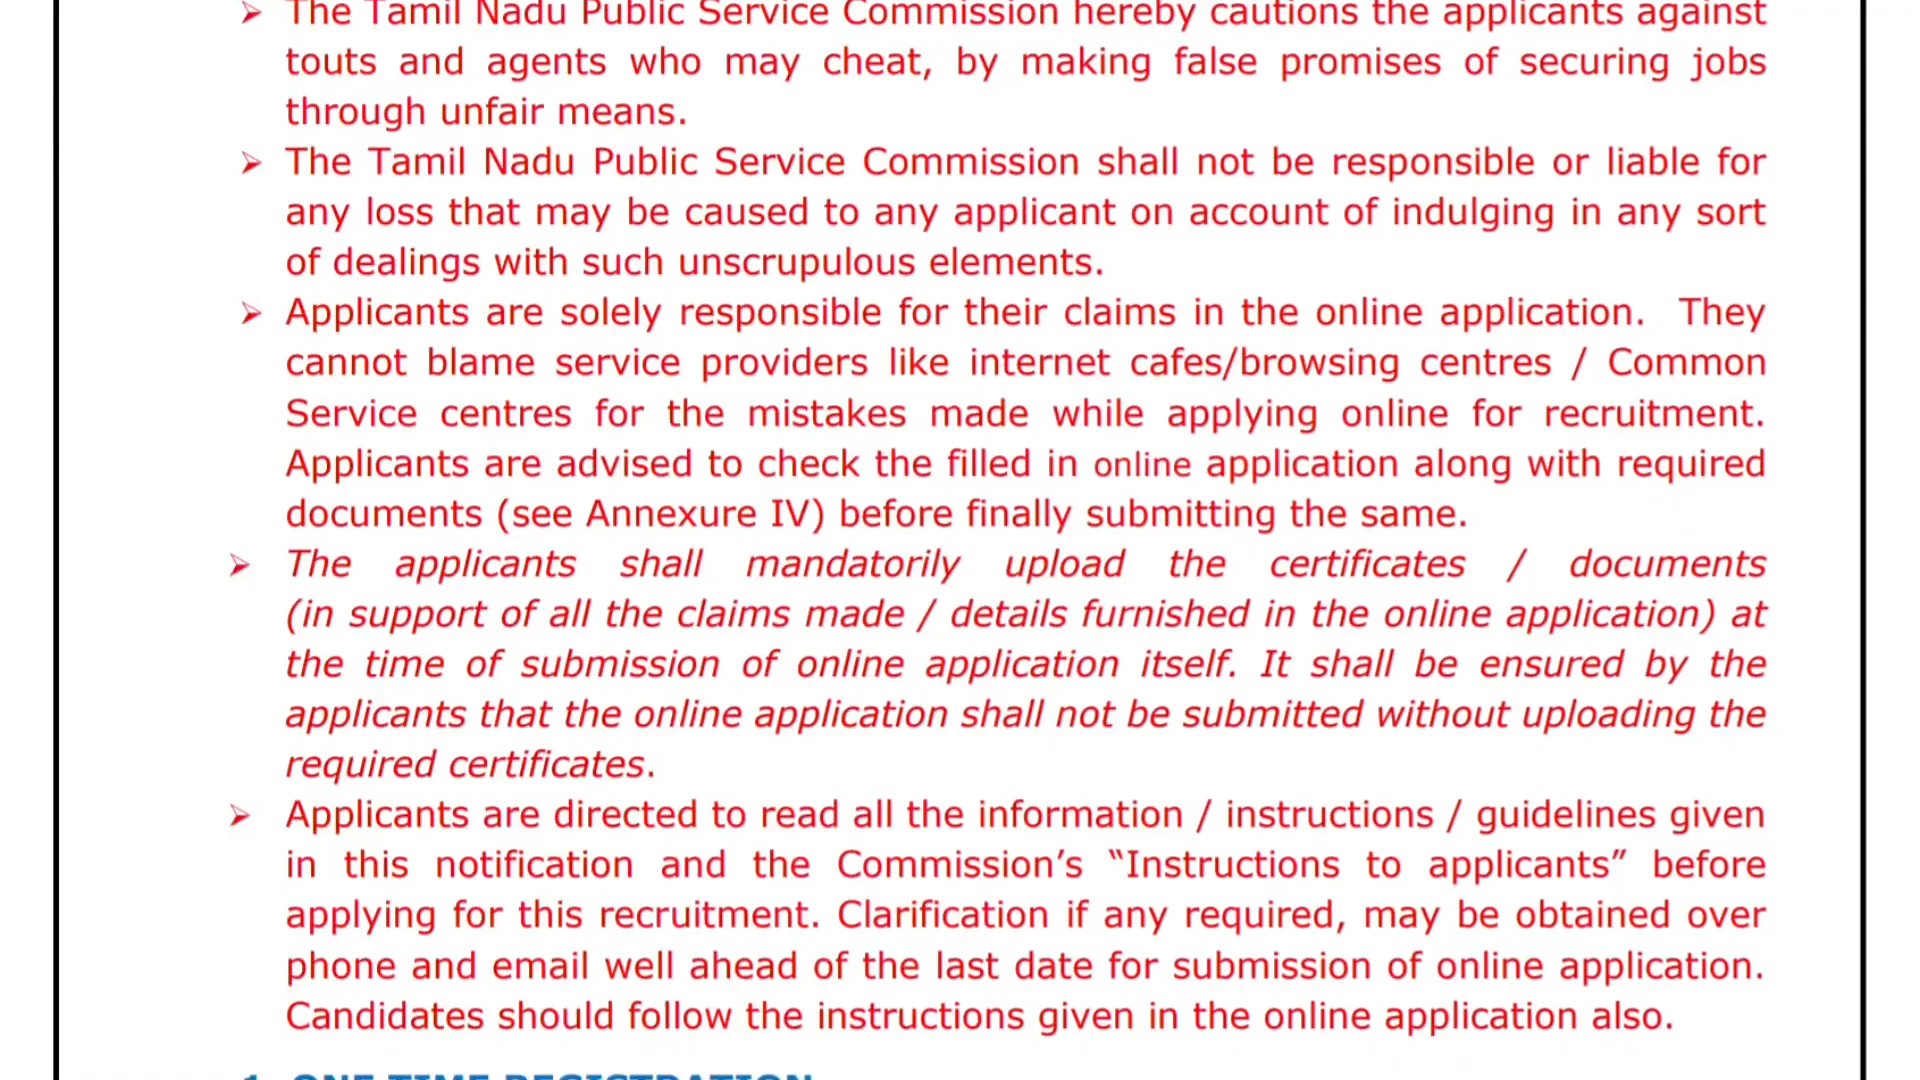 ➢ The Tamil Nadu Public Service Commission hereby cautions the applicants against
touts and agents who may cheat, by making false promises of securing jobs
through unfair means.
➢ The Tamil Nadu Public Service Commission shall not be responsible or liable for
any loss that may be caused to any applicant on account of indulging in any sort
of dealings with such unscrupulous elements.
➢ Applicants are solely responsible for their claims in the online application. They
cannot blame service providers like internet cafes/browsing centres / Common
Service centres for the mistakes made while applying online for recruitment.
Applicants are advised to check the filled in online application along with required
documents (see Annexure IV) before finally submitting the same.
➢ The applicants shall mandatorily upload the certificates / documents
(in support of all the claims made / details furnished in the online application) at
the time of submission of online application itself. It shall be ensured by the
applicants that the online application shall not be submitted without uploading the
required certificates.
➢ Applicants are directed to read all the information / instructions / guidelines given
in this notification and the Commission’s “Instructions to applicants” before
applying for this recruitment. Clarification if any required, may be obtained over
phone and email well ahead of the last date for submission of online application.
Candidates should follow the instructions given in the online application also.
1. ONE TIME REGISTRATION